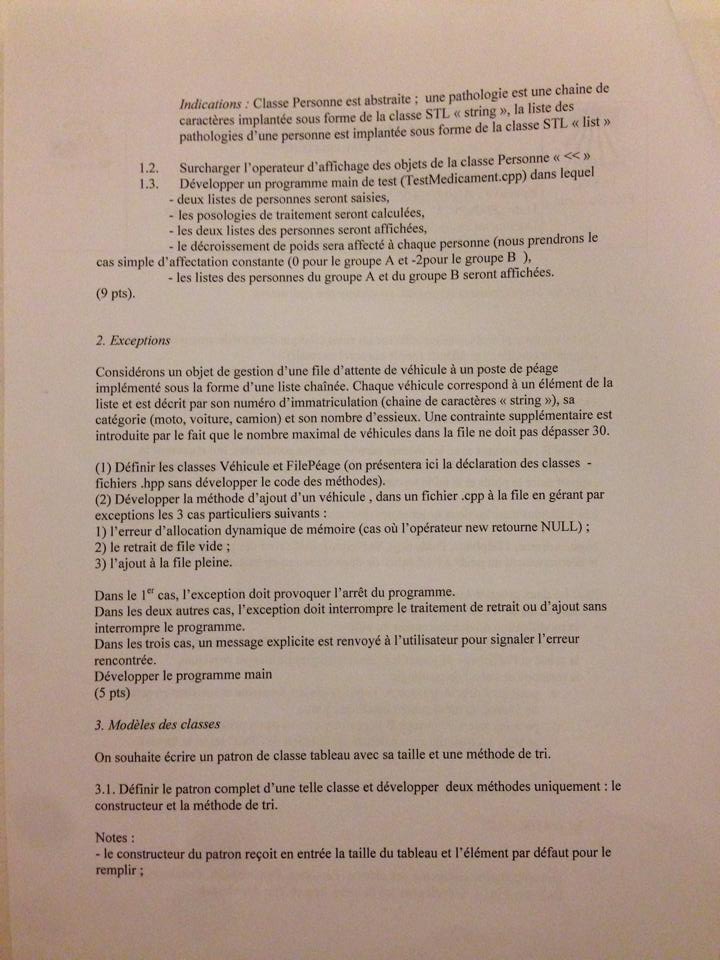 Indications : Classe Personne est abstraite ; une pathologie est une chaine de
caractères implantée sous forme de la classe STL « string », la liste des
pathologies d'une personne est implantée sous forme de la classe STL « list »
1.2. Surcharger l'operateur d'affichage des objets de la classe Personne « << »
1.3. Développer un programme main de test (TestMedicament.cpp) dans lequel
- deux listes de personnes seront saisies,
- les posologies de traitement seront calculées,
- les deux listes des personnes seront affichées,
- le décroissement de poids sera affecté à chaque personne (nous prendrons le
cas simple d'affectation constante (0 pour le groupe A et -2pour le groupe B ),
- les listes des personnes du groupe A et du groupe B seront affichées.
(9 pts).
2. Exceptions
Considérons un objet de gestion d'une file d'attente de véhicule à un poste de péage
implémenté sous la forme d'une liste chaînée. Chaque véhicule correspond à un élément de la
liste et est décrit par son numéro d'immatriculation (chaine de caractères « string »), sa
catégorie (moto, voiture, camion) et son nombre d'essieux. Une contrainte supplémentaire est
introduite par le fait que le nombre maximal de véhicules dans la file ne doit pas dépasser 30.
(1) Définir les classes Véhicule et FilePéage (on présentera ici la déclaration des classes -
fichiers .hpp sans développer le code des méthodes).
(2) Développer la méthode d'ajout d'un véhicule , dans un fichier .cpp à la file en gérant par
exceptions les 3 cas particuliers suivants :
1) l'erreur d'allocation dynamique de mémoire (cas où l'opérateur new retourne NULL) ;
2) le retrait de file vide ;
3) l'ajout à la file pleine.
Dans le 1er cas, l'exception doit provoquer l'arrêt du programme.
Dans les deux autres cas, l'exception doit interrompre le traitement de retrait ou d'ajout sans
interrompre le programme.
Dans les trois cas, un message explicite est renvoyé à l'utilisateur pour signaler l'erreur
rencontrée.
Développer le programme main
(5 pts)
3. Modèles des classes
On souhaite écrire un patron de classe tableau avec sa taille et une méthode de tri.
3.1. Définir le patron complet d'une telle classe et développer deux méthodes uniquement : le
constructeur et la méthode de tri.
Notes :
- le constructeur du patron reçoit en entrée la taille du tableau et l'élément par défaut pour le
remplir ;